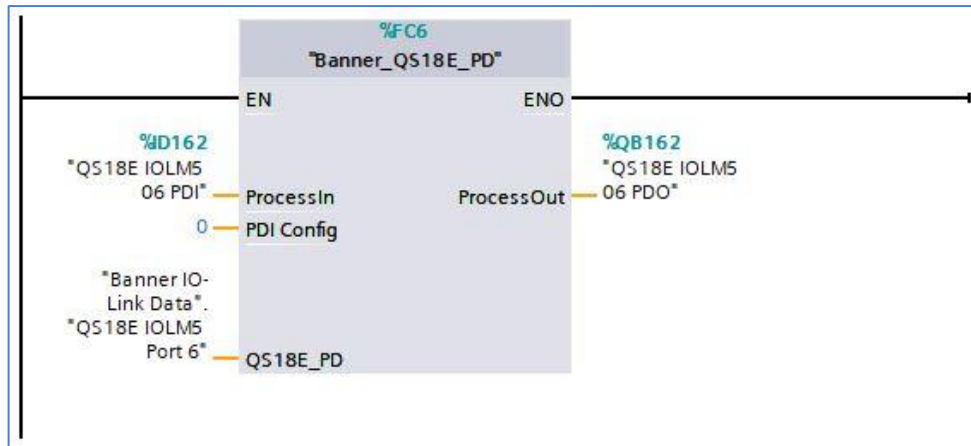 %FC6
"Banner_QS18E_PD"
EN
ENO
%ID162
"QS18E IOLM5
06 PDI"
ProcessIn
%QB162
"QS18E IOLM5
06 PDO"
ProcessOut
0
PDI Config
"Banner IO-
Link Data".
"QS18E IOLM5
Port 6"
QS18E_PD